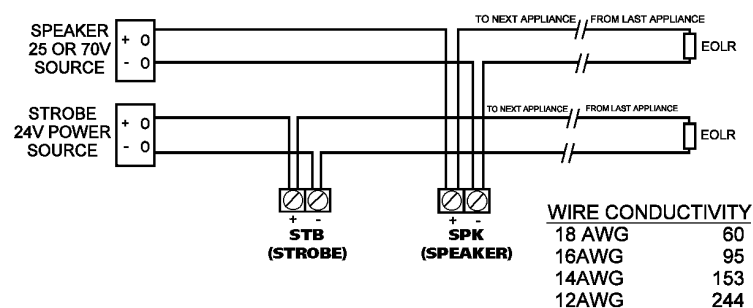 SPEAKER
25 OR 70V
SOURCE
+ O
- O
TO NEXT APPLIANCE FROM LAST APPLIANCE
EOLR
STROBE
24V POWER
SOURCE
+ O
- O
TO NEXT APPLIANCE FROM LAST APPLIANCE
EOLR
+ -
STB
(STROBE)
+ -
SPK
(SPEAKER)
WIRE CONDUCTIVITY
18 AWG 60
16AWG 95
14AWG 153
12AWG 244